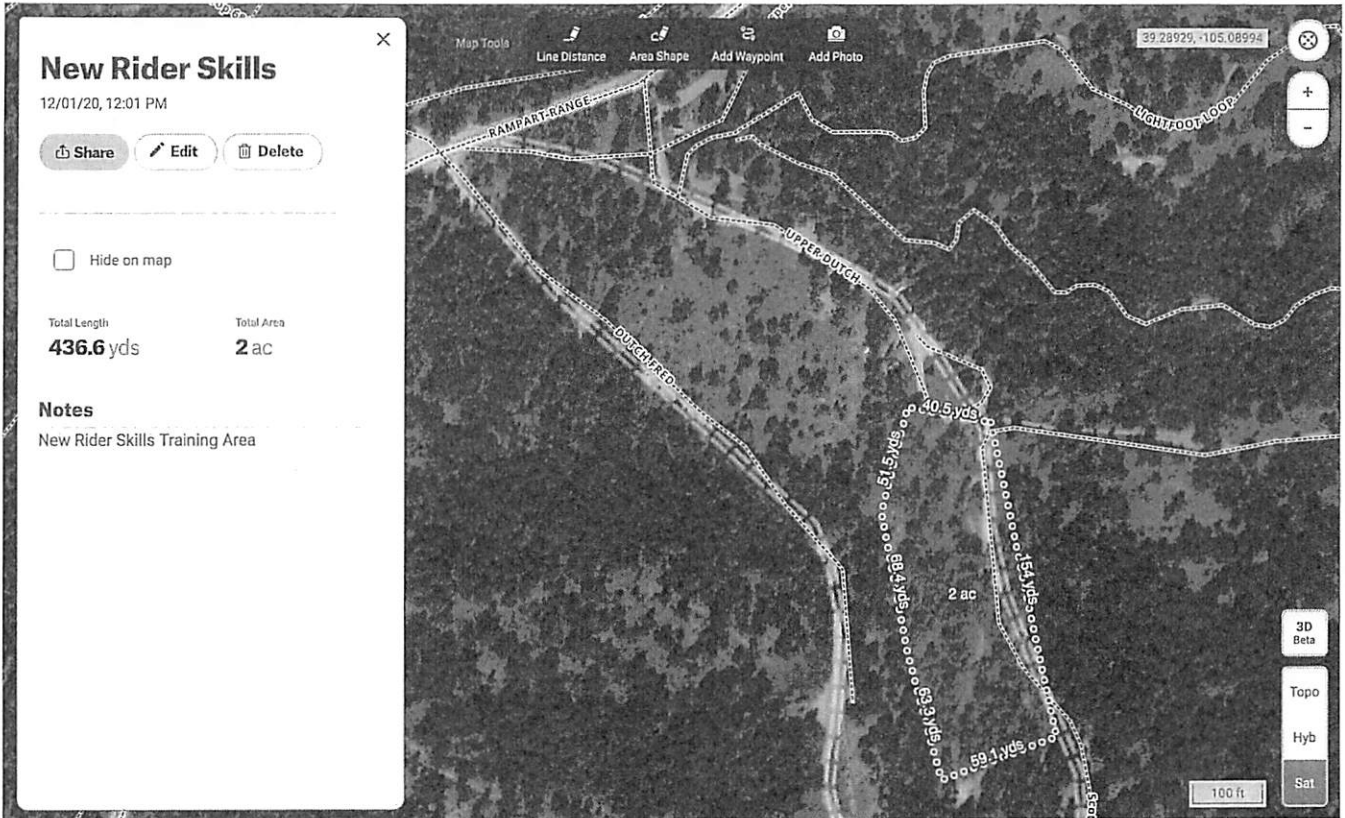 New Rider Skills
12/01/20, 12:01 PM
Share
Edit
Delete
Hide on map
Total Length
Total Area
436.6 yds
2 ac
Notes
New Rider Skills Training Area
Map Tools
Line Distance
Area Shape
Add Waypoint
Add Photo
39.28929, -105.08994
+
-
RAMPART RANGE
LIGHTFOOT LOOP
UPPER DUTCH
DUTCH FRED
40.5 yds
51.5 yds
68.4 yds
154 yds
2 ac
63.3 yds
59.1 yds
3D
Beta
Topo
Hyb
Sat
100 ft